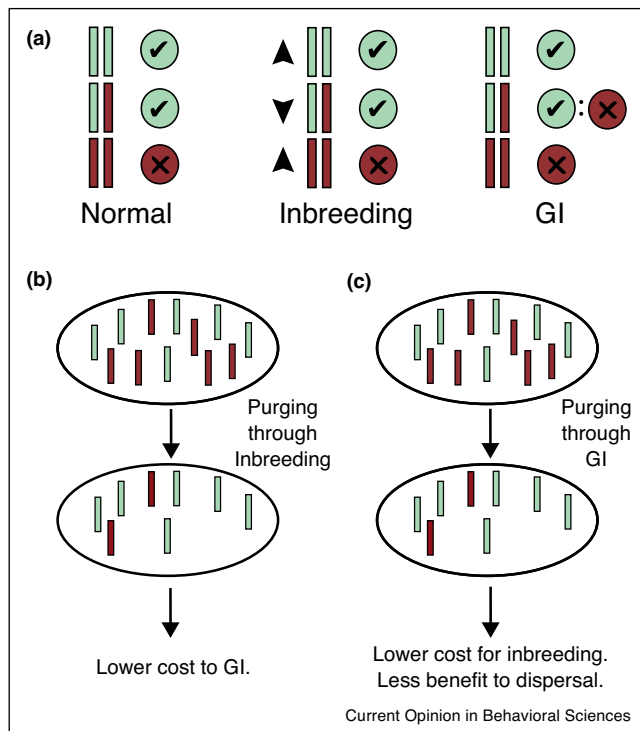 (a)
Normal
Inbreeding
:
GI
(b)
(c)
Purging
through
Inbreeding
Purging
through
GI
Lower cost to GI.
Lower cost for inbreeding.
Less benefit to dispersal.
Current Opinion in Behavioral Sciences